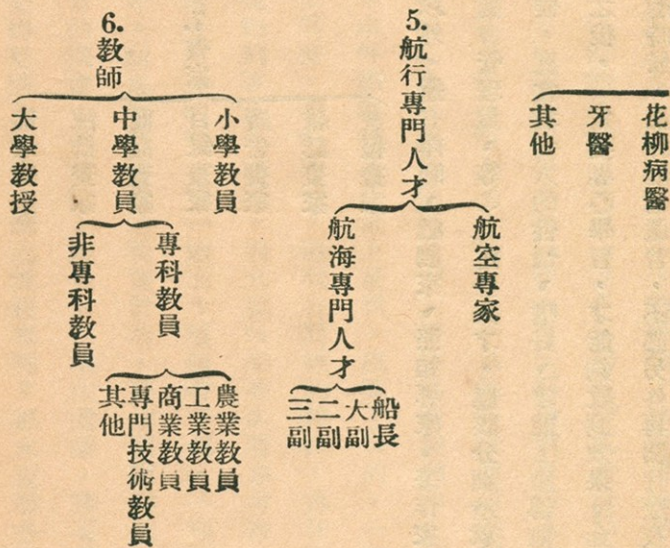 花柳病醫
牙醫
其他
5.航行專門人才
航空專家
航海專門人才
船長
大副
二副
三副
6.教師
小學教員
中學教員
專科教員
農業教員
工業教員
商業教員
專門技術教員
其他
非專科教員
大學教授